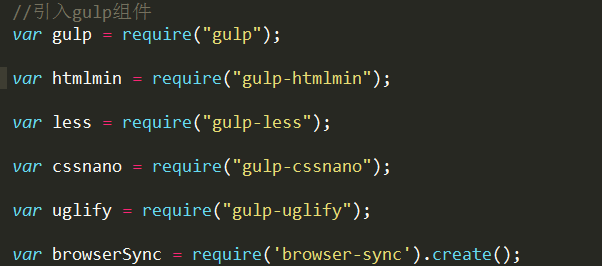 //引入gulp组件
var gulp = require("gulp");
var htmlmin = require("gulp-htmlmin");
var less = require("gulp-less");
var cssnano = require("gulp-cssnano");
var uglify = require("gulp-uglify");
var browserSync = require('browser-sync').create();